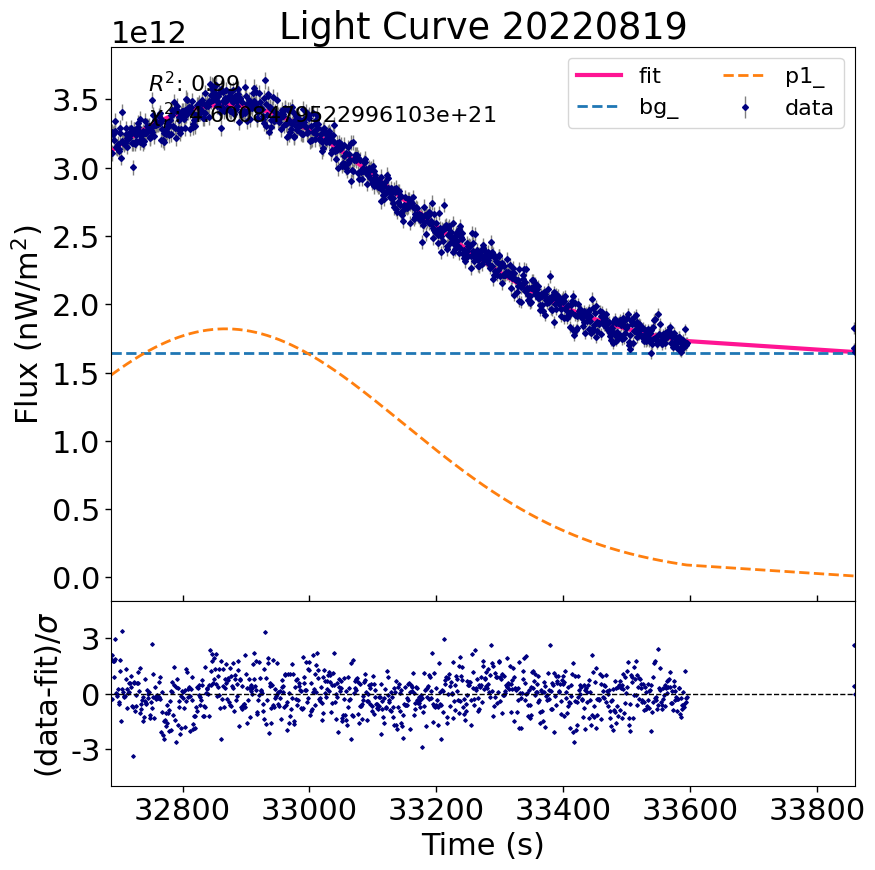 Light Curve 20220819
1e12
R²: 0.99
fit
bg_
p1_
data
3.5
3.0
2.5
2.0
1.5
1.0
0.5
0.0
Flux (nW/m²)
3
0
-3
(data-fit)/σ
32800 33000 33200 33400 33600 33800
Time (s)